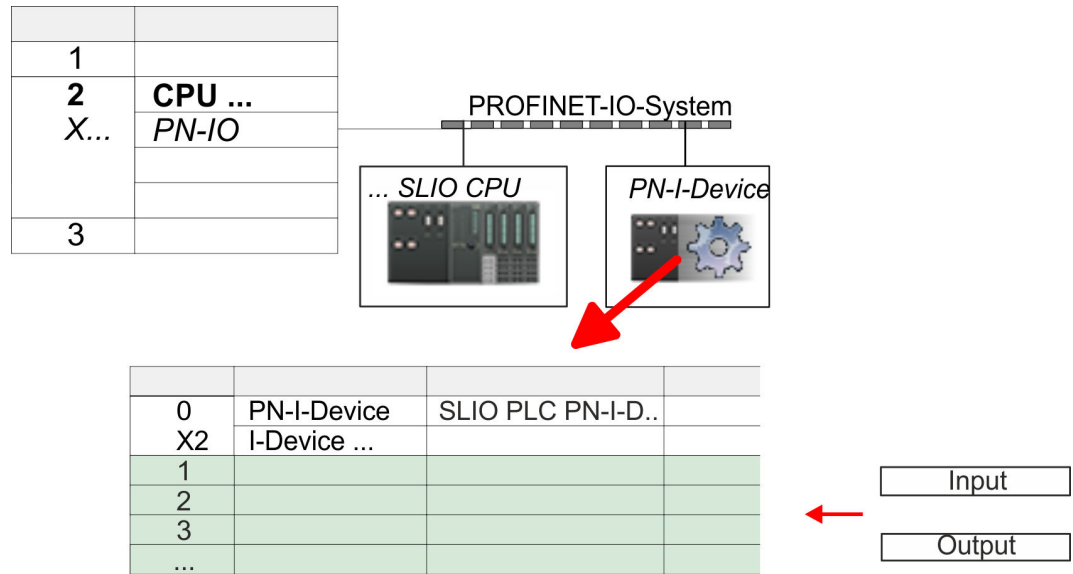 1
2 CPU ...
X... PN-IO
3
PROFINET-IO-System
... SLIO CPU
PN-I-Device
0 PN-I-Device SLIO PLC PN-I-D..
X2 I-Device ...
1
2
3
...
Input
Output